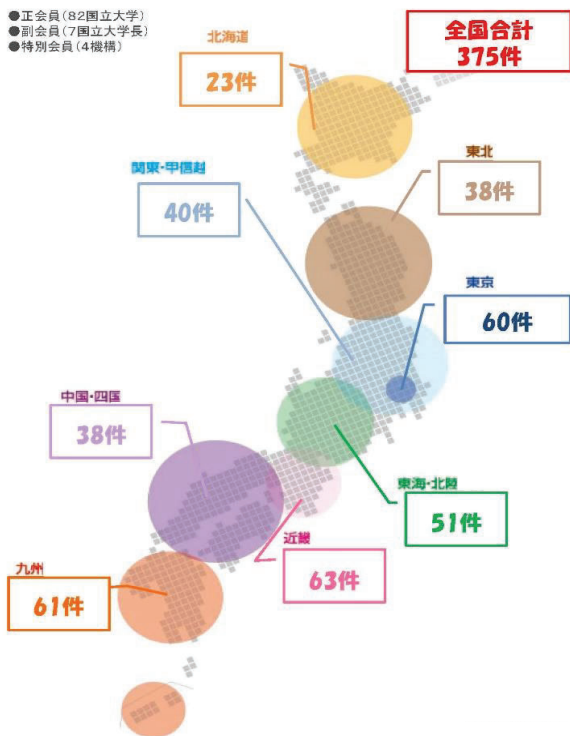 ●正会員(82国立大学)
●副会員(7国立大学長)
●特別会員(4機構)
全国合計
375件
北海道
23件
東北
38件
関東・甲信越
40件
東京
60件
中国・四国
38件
東海・北陸
51件
近畿
63件
九州
61件